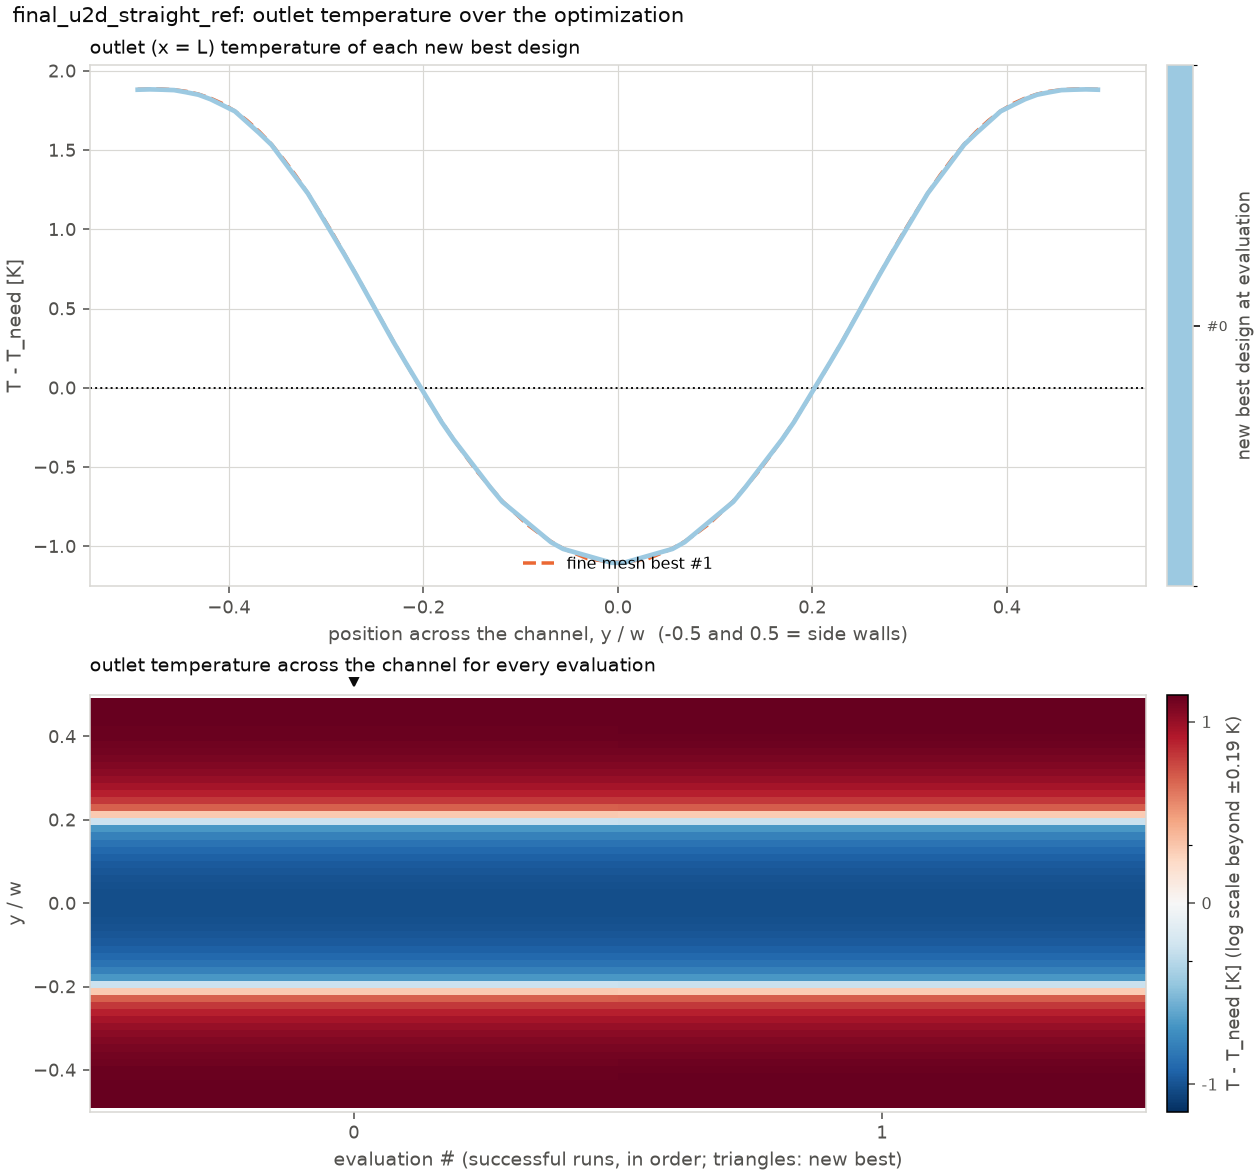 final_u2d_straight_ref: outlet temperature over the optimization
outlet (x = L) temperature of each new best design
2.0
1.5
1.0
0.5
0.0
−0.5
−1.0
T - T_need [K]
fine mesh best #1
−0.4
−0.2
0.0
0.2
0.4
position across the channel, y / w  (-0.5 and 0.5 = side walls)
#0
new best design at evaluation
outlet temperature across the channel for every evaluation
0.4
0.2
0.0
−0.2
−0.4
y / w
0
1
evaluation # (successful runs, in order; triangles: new best)
1
0
-1
T - T_need [K] (log scale beyond ±0.19 K)